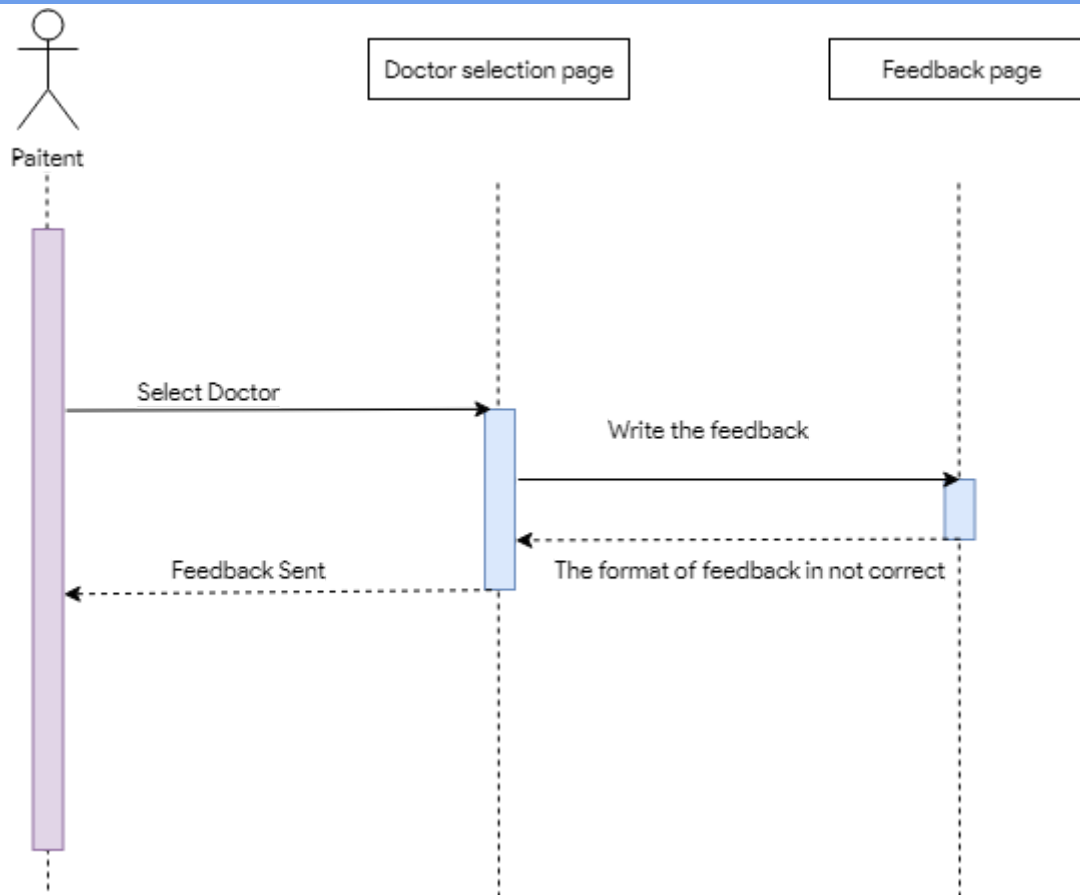 Doctor selection page
Feedback page
Paitent
Select Doctor
Write the feedback
Feedback Sent
The format of feedback in not correct